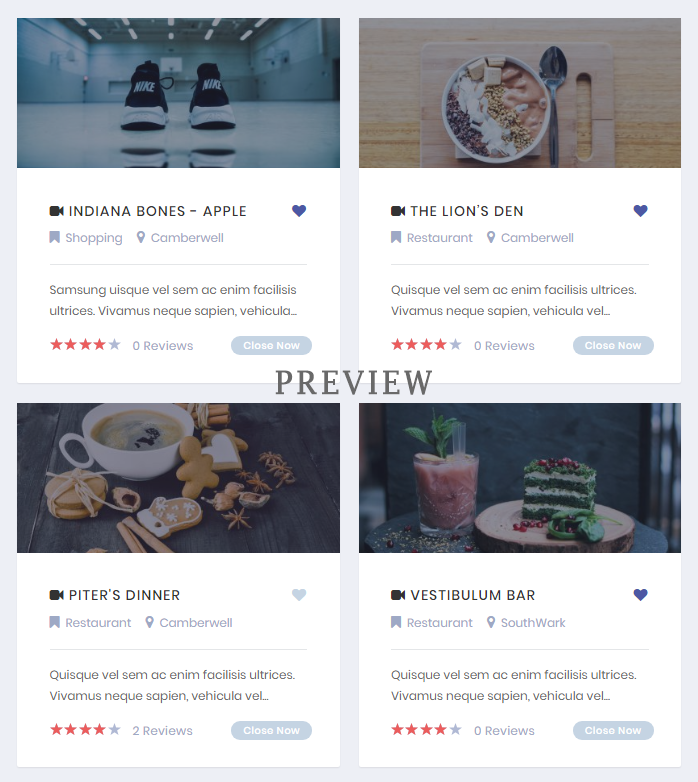 NIKE NIKE
INDIANA BONES - APPLE
Shopping Camberwell
Samsung uisque vel sem ac enim facilisis
ultrices. Vivamus neque sapien, vehicula...
0 Reviews Close Now
THE LION'S DEN
Restaurant Camberwell
Quisque vel sem ac enim facilisis ultrices.
Vivamus neque sapien, vehicula vel...
0 Reviews Close Now
PREVIEW
PITER'S DINNER
Restaurant Camberwell
Quisque vel sem ac enim facilisis ultrices.
Vivamus neque sapien, vehicula vel...
2 Reviews Close Now
VESTIBULUM BAR
Restaurant SouthWark
Quisque vel sem ac enim facilisis ultrices.
Vivamus neque sapien, vehicula vel...
0 Reviews Close Now